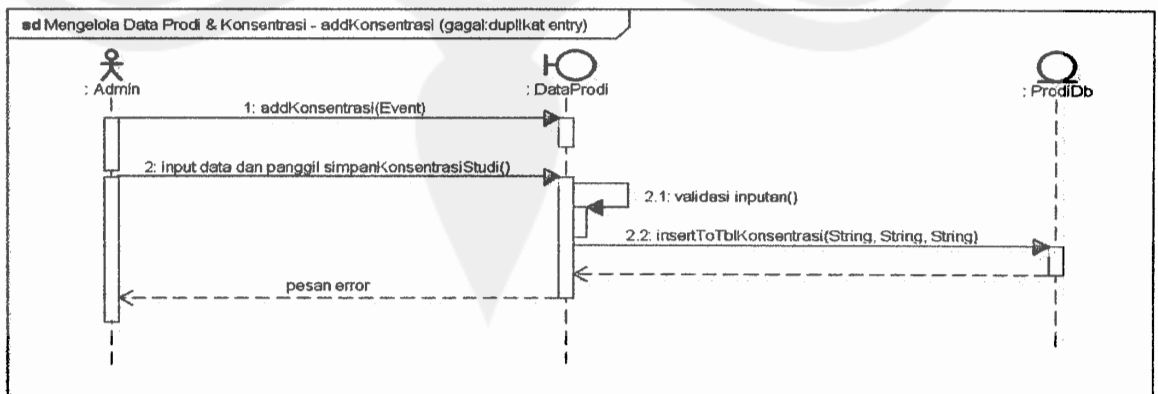 sd Mengelola Data Prodi & Konsentrasi - addKonsentrasi (gagal:duplikat entry)
: Admin
: DataProdi
: ProdiDb
1: addKonsentrasi(Event)
2: input data dan panggil simpanKonsentrasiStudi()
2.1: validasi inputan()
2.2: insertToTblKonsentrasi(String, String, String)
pesan error